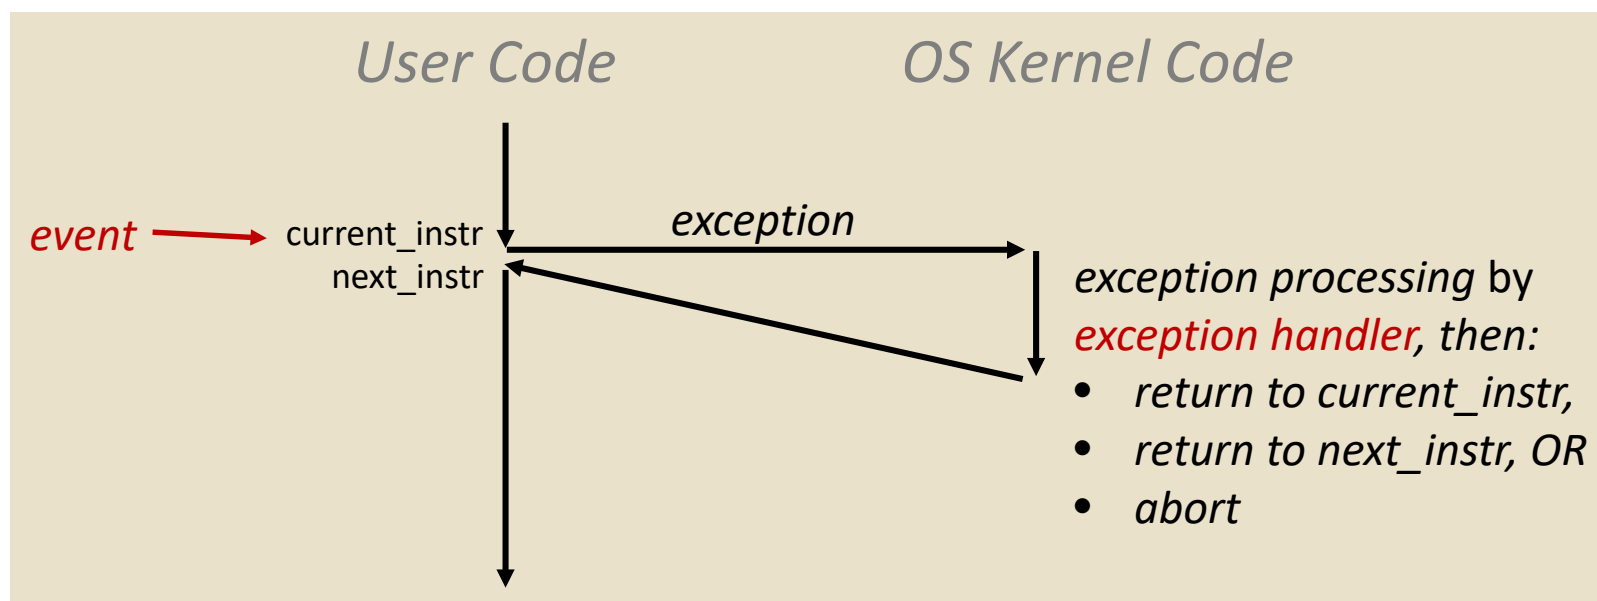 User Code
OS Kernel Code
event
current_instr
next_instr
exception
exception processing by
exception handler, then:
• return to current_instr,
• return to next_instr, OR
• abort